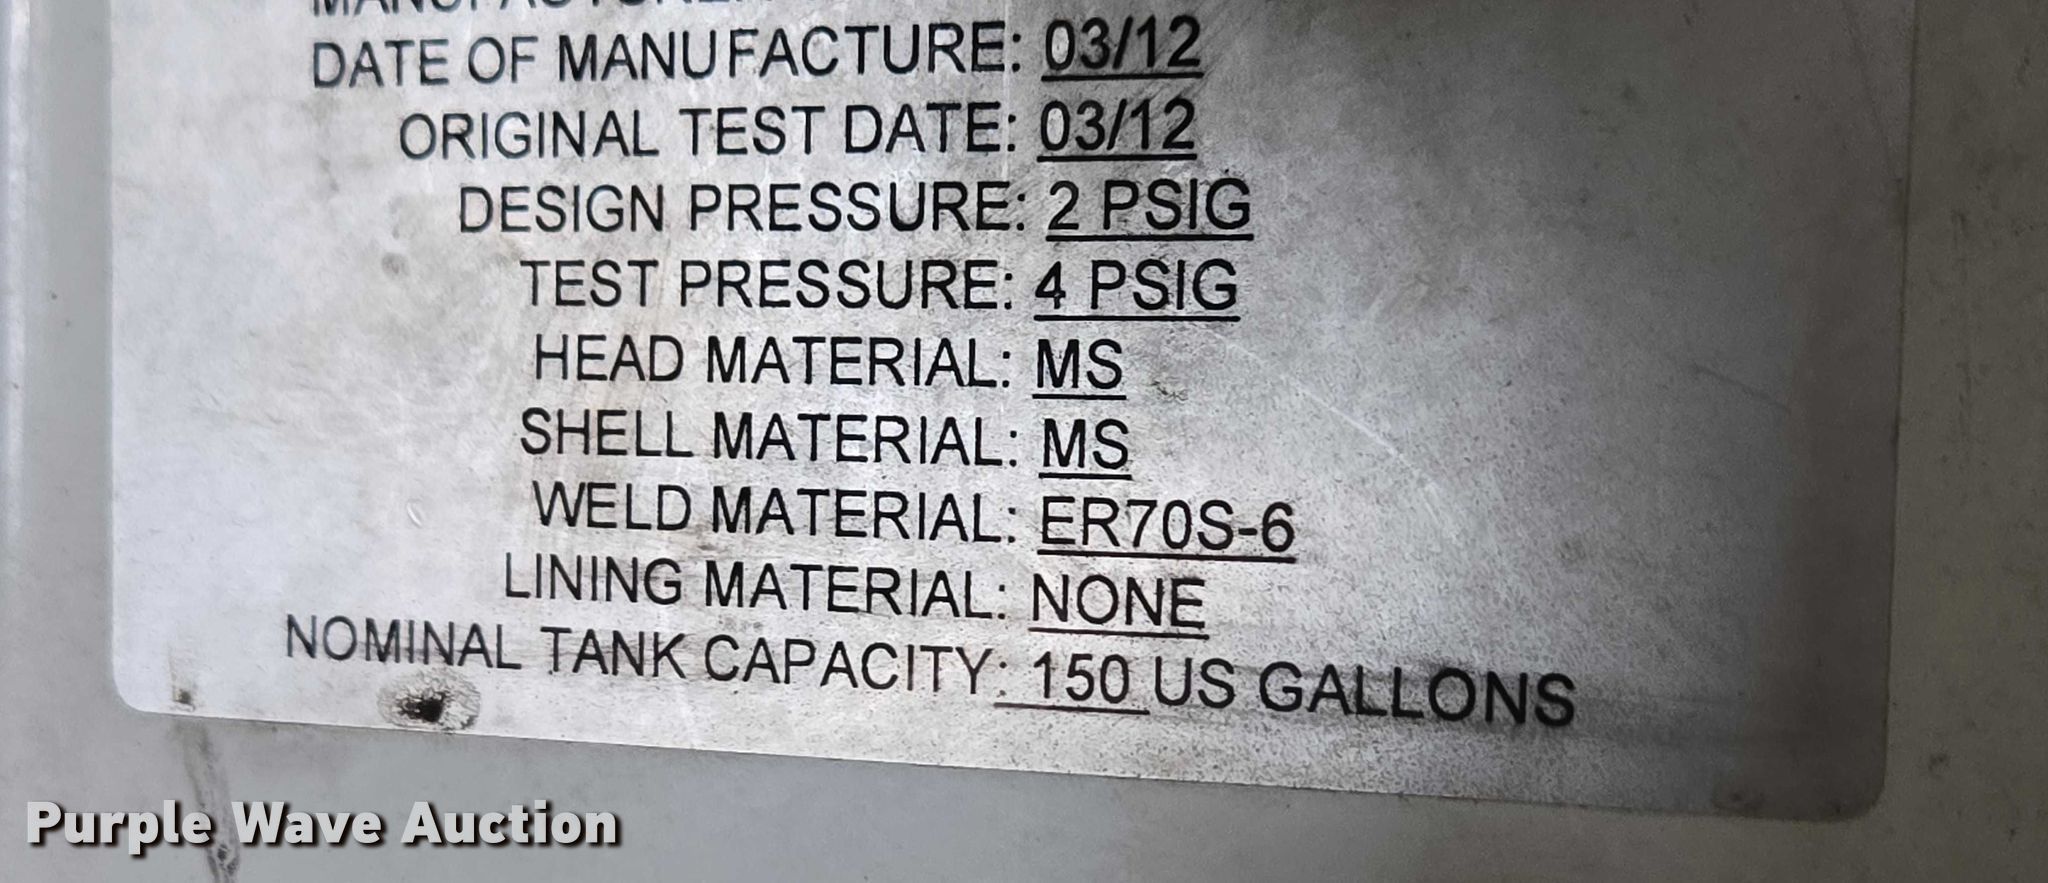 MANUFACTURER
DATE OF MANUFACTURE: 03/12
ORIGINAL TEST DATE: 03/12
DESIGN PRESSURE: 2 PSIG
TEST PRESSURE: 4 PSIG
HEAD MATERIAL: MS
SHELL MATERIAL: MS
WELD MATERIAL: ER70S-6
LINING MATERIAL: NONE
NOMINAL TANK CAPACITY: 150 US GALLONS
Purple Wave Auction